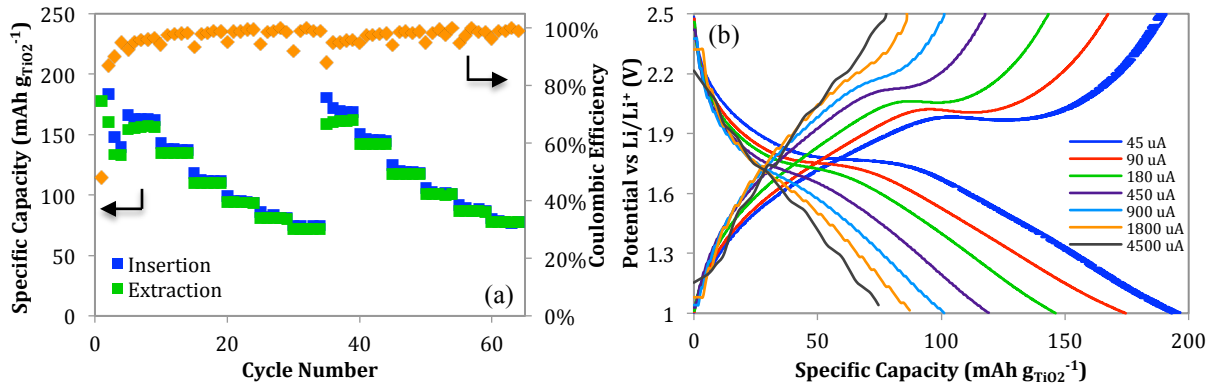 250
200
150
100
50
0
Specific Capacity (mAh gTiO2-1)
0
20
40
60
Cycle Number
100%
80%
60%
40%
20%
0%
Coulombic Efficiency
Insertion
Extraction
(a)
(b)
2.5
2.2
1.9
1.6
1.3
1
Potential vs Li/Li+ (V)
0
50
100
150
200
Specific Capacity (mAh gTiO2-1)
45 uA
90 uA
180 uA
450 uA
900 uA
1800 uA
4500 uA